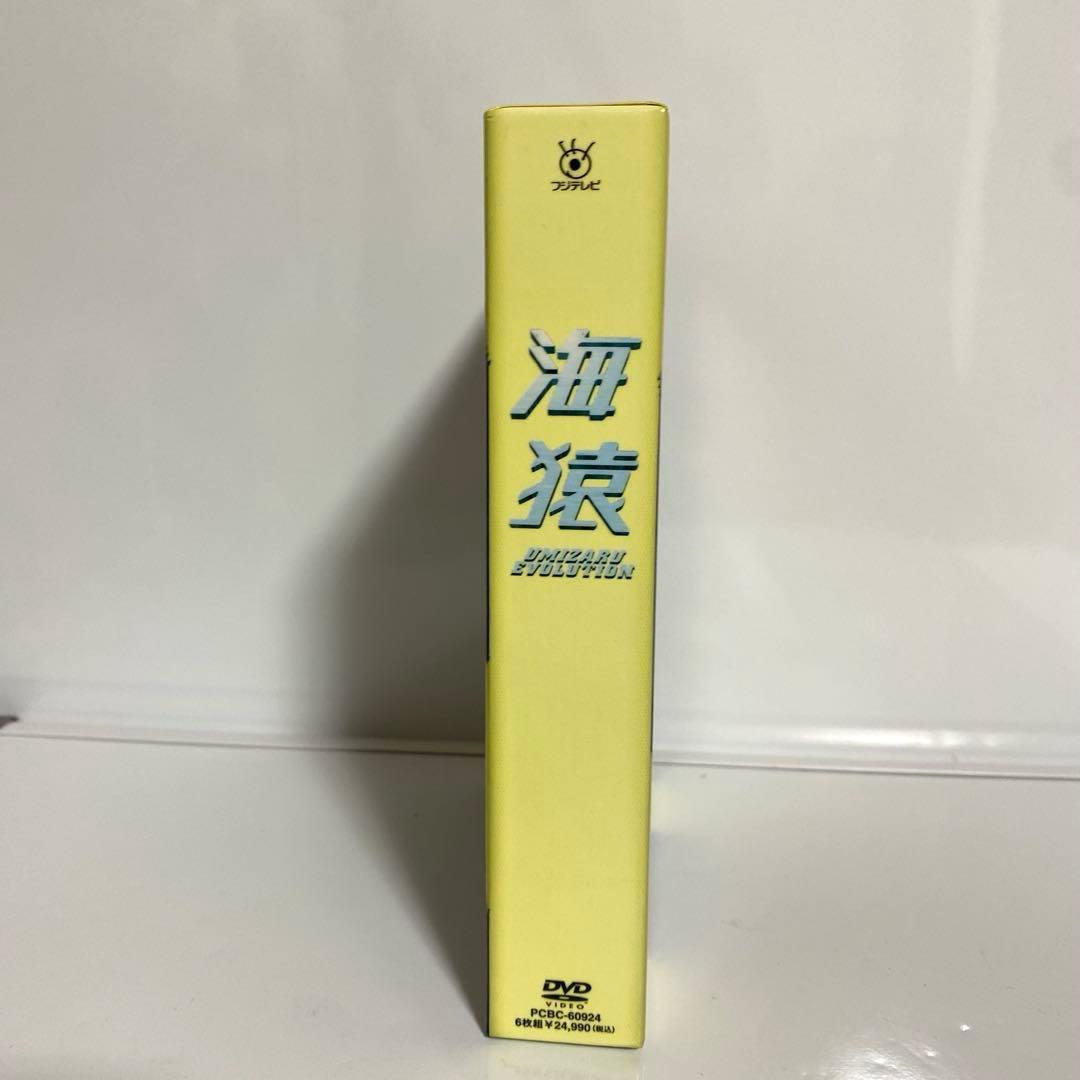 フジテレビ
海
猿
UMIZARU
EVOLUTION
DVD
VIDEO
PCBC-60924
6枚組￥24,990(税込)